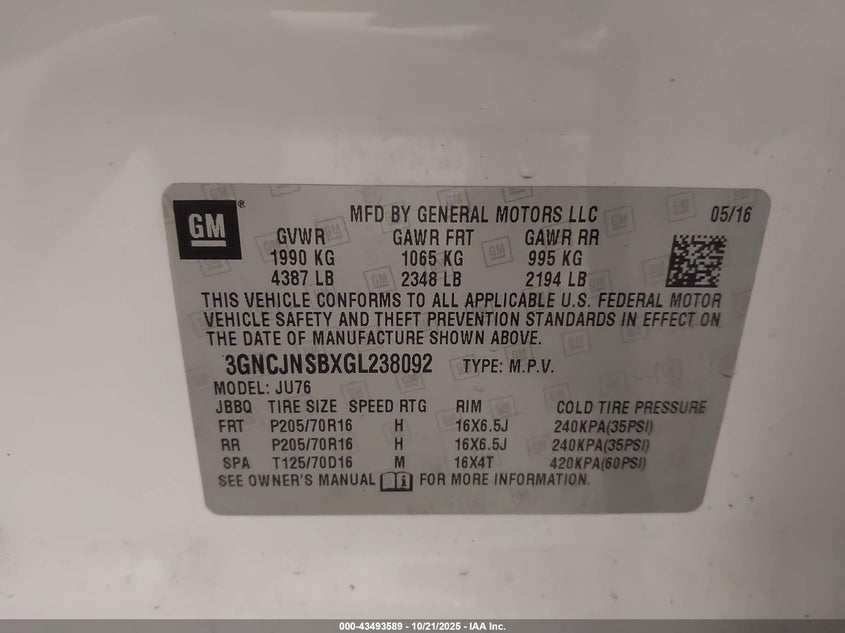 GM®
MFD BY GENERAL MOTORS LLC 05/16
GVWR GAWR FRT GAWR RR
1990 KG 1065 KG 995 KG
4387 LB 2348 LB 2194 LB
THIS VEHICLE CONFORMS TO ALL APPLICABLE U.S. FEDERAL MOTOR
VEHICLE SAFETY AND THEFT PREVENTION STANDARDS IN EFFECT ON
THE DATE OF MANUFACTURE SHOWN ABOVE.
3GNCJNSBXGL238092 TYPE: M.P.V.
MODEL: JU76
JBBQ TIRE SIZE SPEED RTG RIM COLD TIRE PRESSURE
FRT P205/70R16 H 16X6.5J 240KPA(35PSI)
RR P205/70R16 H 16X6.5J 240KPA(35PSI)
SPA T125/70D16 M 16X4T 420KPA(60PSI)
SEE OWNER'S MANUAL FOR MORE INFORMATION.
000-43493589 - 10/21/2025 - IAA Inc.